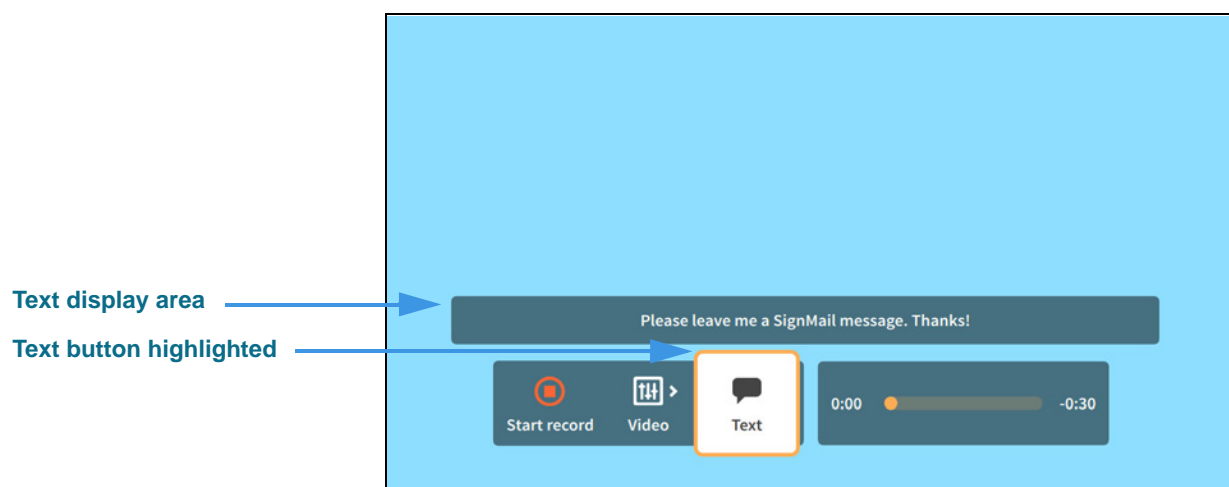 Text display area
Please leave me a SignMail message. Thanks!
Text button highlighted
Start record
Video
Text
0:00
-0:30